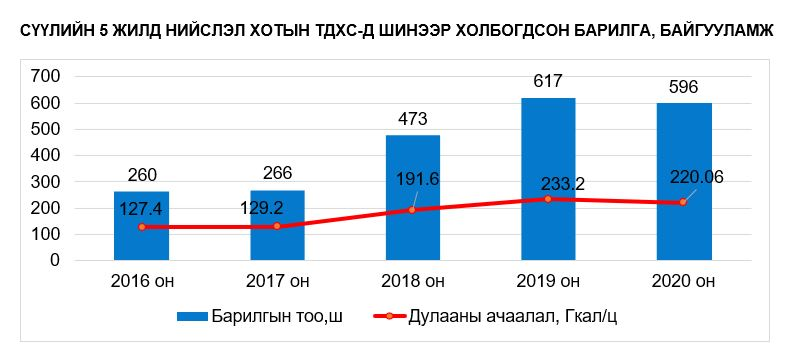 СҮҮЛИЙН 5 ЖИЛД НИЙСЛЭЛ ХОТЫН ТДХС-Д ШИНЭЭР ХОЛБОГДСОН БАРИЛГА, БАЙГУУЛАМЖ
700
600
500
400
300
200
100
0
260
266
473
617
596
127.4
129.2
191.6
233.2
220.06
2016 он
2017 он
2018 он
2019 он
2020 он
Барилгын тоо,ш
Дулааны ачаалал, Гкал/ц